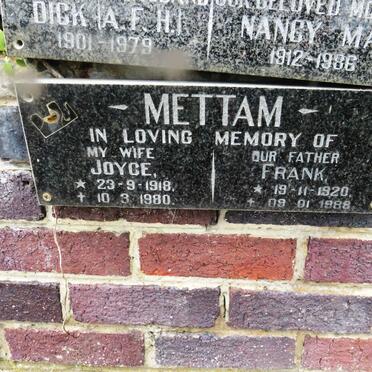 DICK (A.F.H.) NANCY MA
1901-1979 1912-1986
METTAM
IN LOVING MEMORY OF
MY WIFE OUR FATHER
JOYCE, FRANK,
* 23-9-1918, * 19-11-1920,
† 10-3-1980. † 09-01-1988